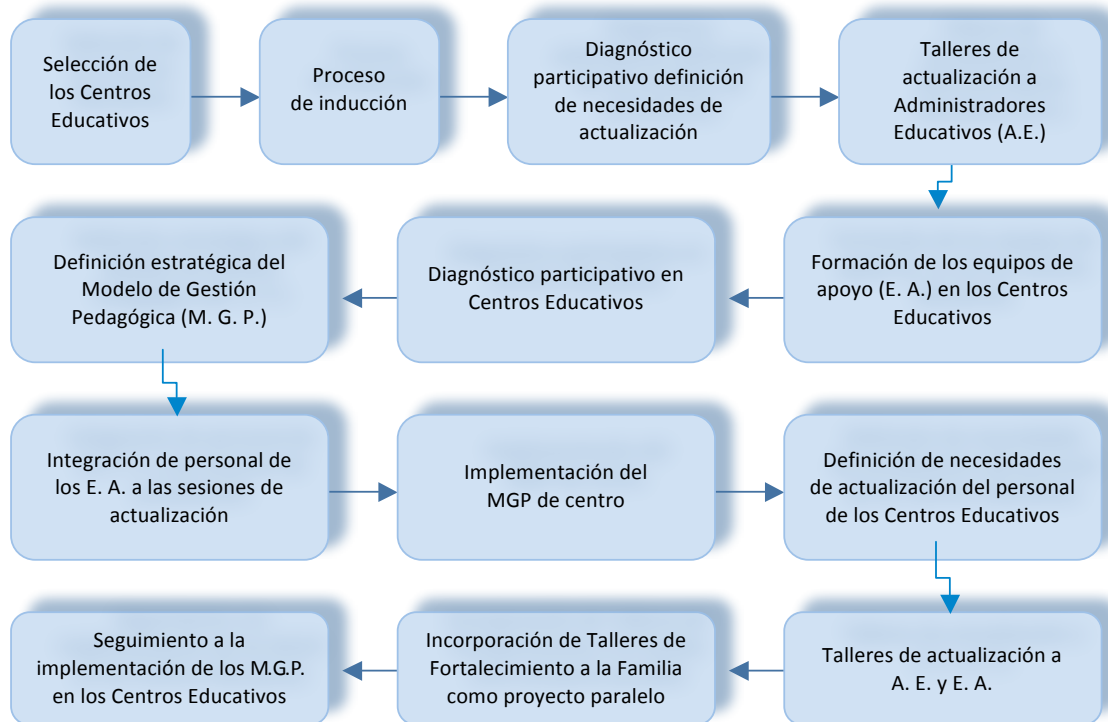 Selección de
los Centros
Educativos
Proceso
de inducción
Diagnóstico
participativo definición
de necesidades de
actualización
Talleres de
actualización a
Administradores
Educativos (A.E.)
Formación de los equipos de
apoyo (E. A.) en los Centros
Educativos
Diagnóstico participativo en
Centros Educativos
Definición estratégica del
Modelo de Gestión
Pedagógica (M. G. P.)
Integración de personal de
los E. A. a las sesiones de
actualización
Implementación del
MGP de centro
Definición de necesidades
de actualización del personal
de los Centros Educativos
Talleres de actualización a
A. E. y E. A.
Incorporación de Talleres de
Fortalecimiento a la Familia
como proyecto paralelo
Seguimiento a la
implementación de los M.G.P.
en los Centros Educativos